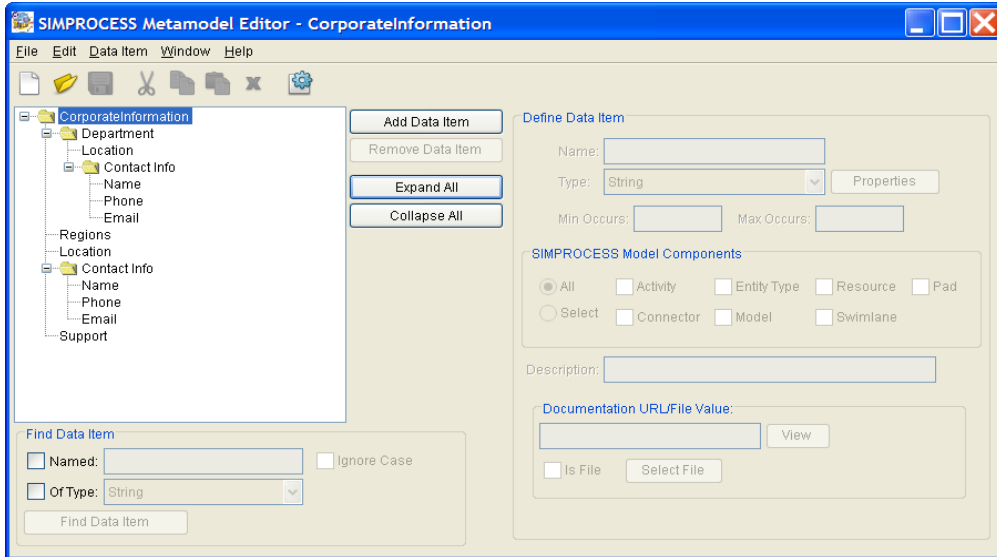 SIMPROCESS Metamodel Editor - CorporateInformation
File Edit Data Item Window Help
CorporateInformation
Department
Location
Contact Info
Name
Phone
Email
Regions
Location
Contact Info
Name
Phone
Email
Support
Add Data Item
Remove Data Item
Expand All
Collapse All
Find Data Item
Named:
Ignore Case
Of Type: String
Find Data Item
Define Data Item
Name:
Type: String Properties
Min Occurs: Max Occurs:
SIMPROCESS Model Components
All Activity Entity Type Resource Pad
Select Connector Model Swimlane
Description:
Documentation URL/File Value:
View
Is File Select File